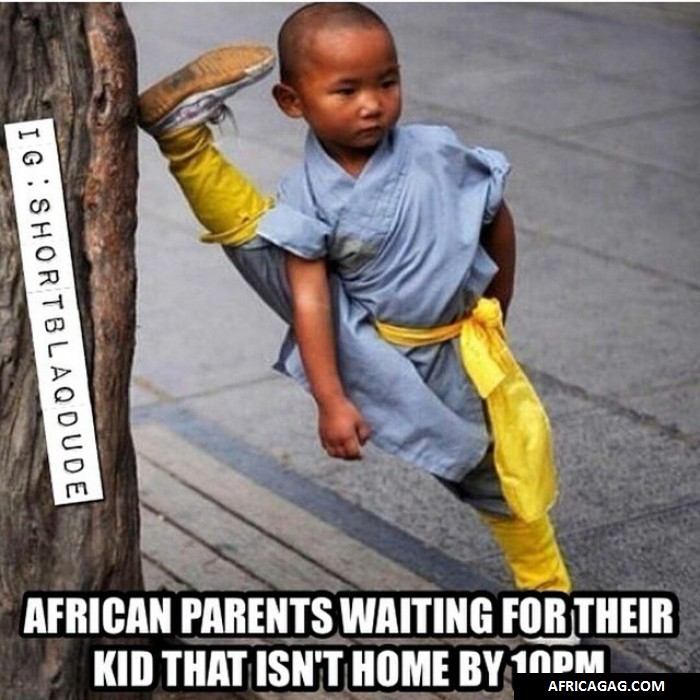 IG:SHORTBLAQDUDE
AFRICAN PARENTS WAITING FOR THEIR
KID THAT ISN'T HOME BY 10PM
AFRICAGAG.COM